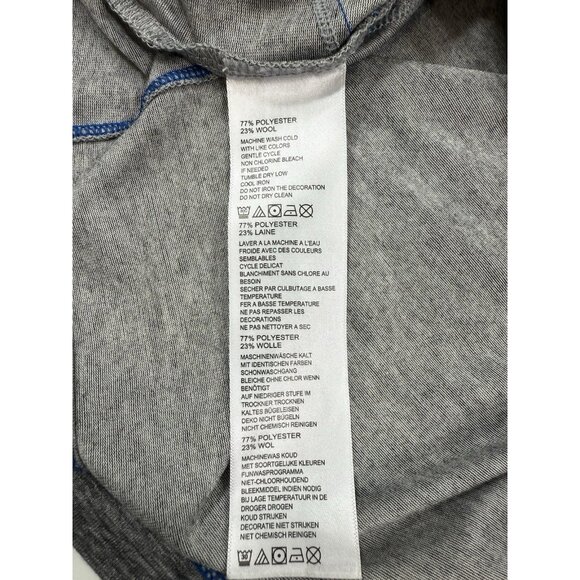 77% POLYESTER
23% WOOL
MACHINE WASH COLD
WITH LIKE COLORS
GENTLE CYCLE
NON CHLORINE BLEACH
IF NEEDED
TUMBLE DRY LOW
COOL IRON
DO NOT IRON THE DECORATION
DO NOT DRY CLEAN
77% POLYESTER
23% LAINE
LAVER A LA MACHINE A L'EAU
FROIDE AVEC DES COULEURS
SEMBLABLES
CYCLE DELICAT
BLANCHIMENT SANS CHLORE AU
BESOIN
SECHER PAR CULBUTAGE A BASSE
TEMPERATURE
FER A BASSE TEMPERATURE
NE PAS REPASSER LES
DECORATIONS
NE PAS NETTOYER A SEC
77% POLYESTER
23% WOLLE
MASCHINENWÄSCHE KALT
MIT IDENTISCHEN FARBEN
SCHONWASCHGANG
BLEICHE OHNE CHLOR WENN
BENÖTIGT
AUF NIEDRIGER STUFE IM
TROCKNER TROCKNEN
KALTES BÜGELEISEN
DEKO NICHT BÜGELN
NICHT CHEMISCH REINIGEN
77% POLYESTER
23% WOL
MACHINEWAS KOUD
MET SOORTGELIJKE KLEUREN
FIJNWASPROGRAMMA
NIET-CHLOORHOUDEND
BLEEKMIDDEL INDIEN NODIG
BIJ LAGE TEMPERATUUR IN DE
DROGER DROGEN
KOUD STRIJKEN
DECORATIE NIET STRIJKEN
NIET CHEMISCH REINIGEN